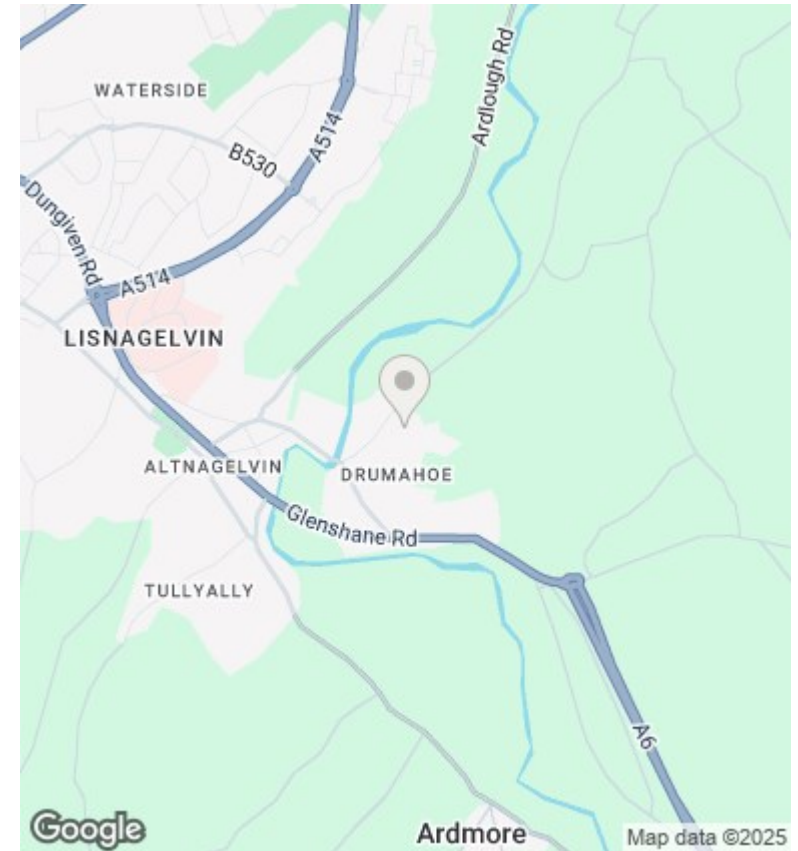 Ardlough Rd
WATERSIDE
A514
B530
Dungiven Rd
A514
LISNAGELVIN
ALTNAGELVIN
DRUMAHOE
Glenshane Rd
TULLYALLY
A6
Ardmore
Google
Map data ©2025